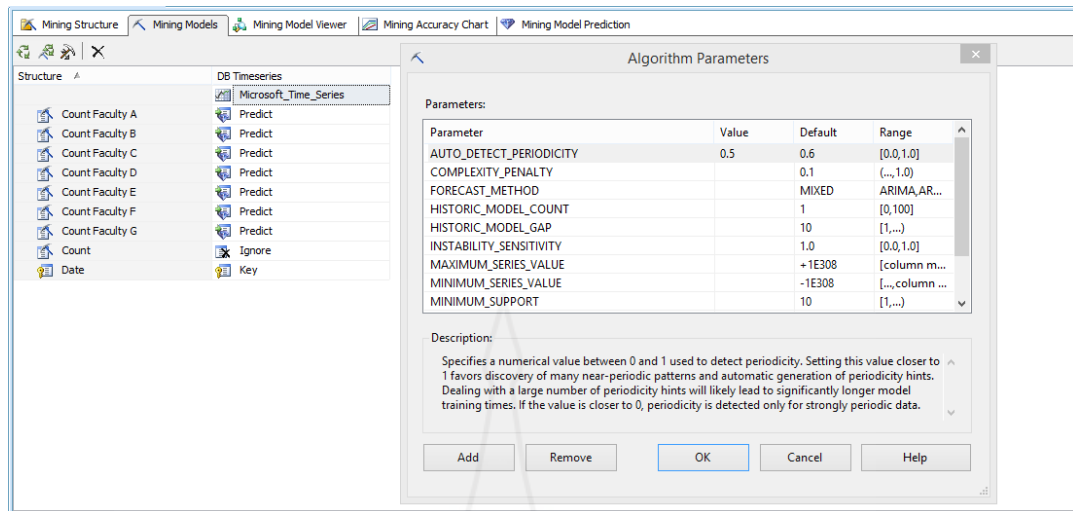 Mining Structure Mining Models Mining Model Viewer Mining Accuracy Chart Mining Model Prediction
Structure DB Timeseries
Microsoft_Time_Series
Count Faculty A Predict
Count Faculty B Predict
Count Faculty C Predict
Count Faculty D Predict
Count Faculty E Predict
Count Faculty F Predict
Count Faculty G Predict
Count Ignore
Date Key
Algorithm Parameters
Parameters:
Parameter Value Default Range
AUTO_DETECT_PERIODICITY 0.5 0.6 [0.0,1.0]
COMPLEXITY_PENALTY 0.1 (...,1.0)
FORECAST_METHOD MIXED ARIMA,AR...
HISTORIC_MODEL_COUNT 1 [0,100]
HISTORIC_MODEL_GAP 10 [1,...)
INSTABILITY_SENSITIVITY 1.0 [0.0,1.0]
MAXIMUM_SERIES_VALUE +1E308 [column m...
MINIMUM_SERIES_VALUE -1E308 [...,column ...
MINIMUM_SUPPORT 10 [1,...)
Description:
Specifies a numerical value between 0 and 1 used to detect periodicity. Setting this value closer to
1 favors discovery of many near-periodic patterns and automatic generation of periodicity hints.
Dealing with a large number of periodicity hints will likely lead to significantly longer model
training times. If the value is closer to 0, periodicity is detected only for strongly periodic data.
Add Remove OK Cancel Help